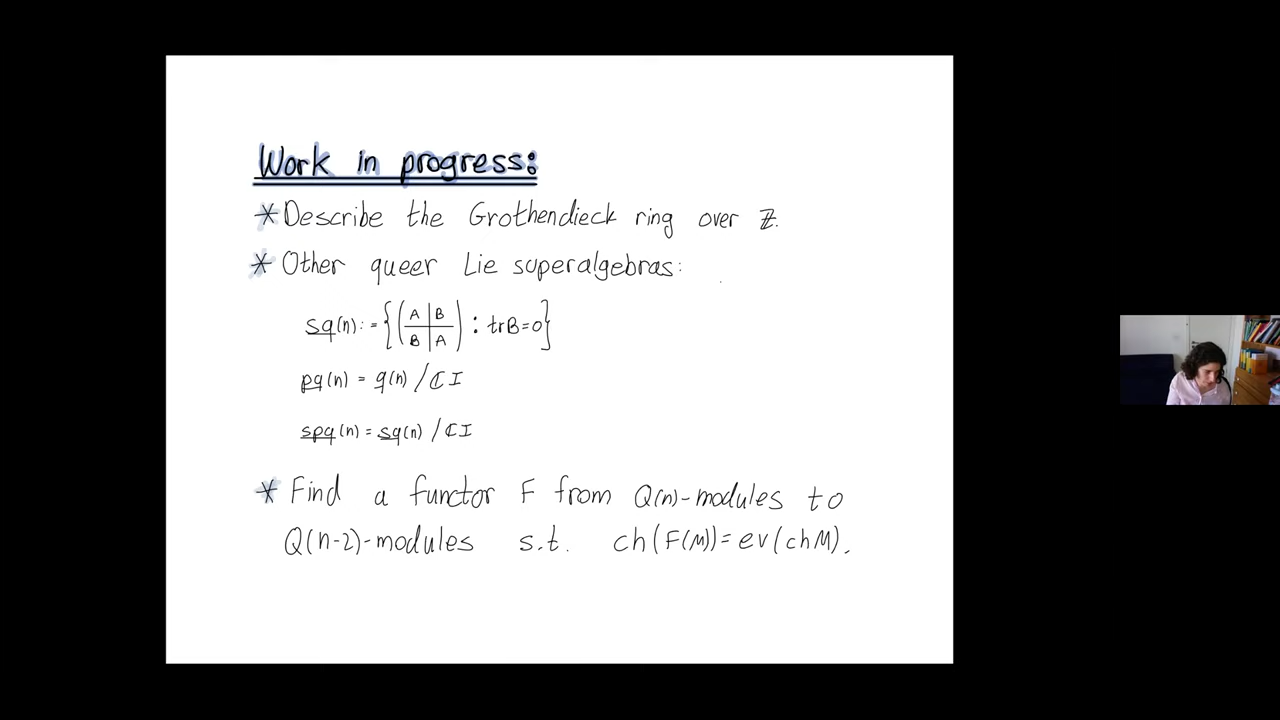 Work in progress:
* Describe the Grothendieck ring over ℤ.
* Other queer Lie superalgebras:
sq(n) := {(A | B / B | A) : trB=0}
pq(n) = q(n) / ℂI
spq(n) = sq(n) / ℂI
* Find a functor F from Q(n)-modules to
Q(n-2)-modules s.t. ch(F(M)) = ev(chM).